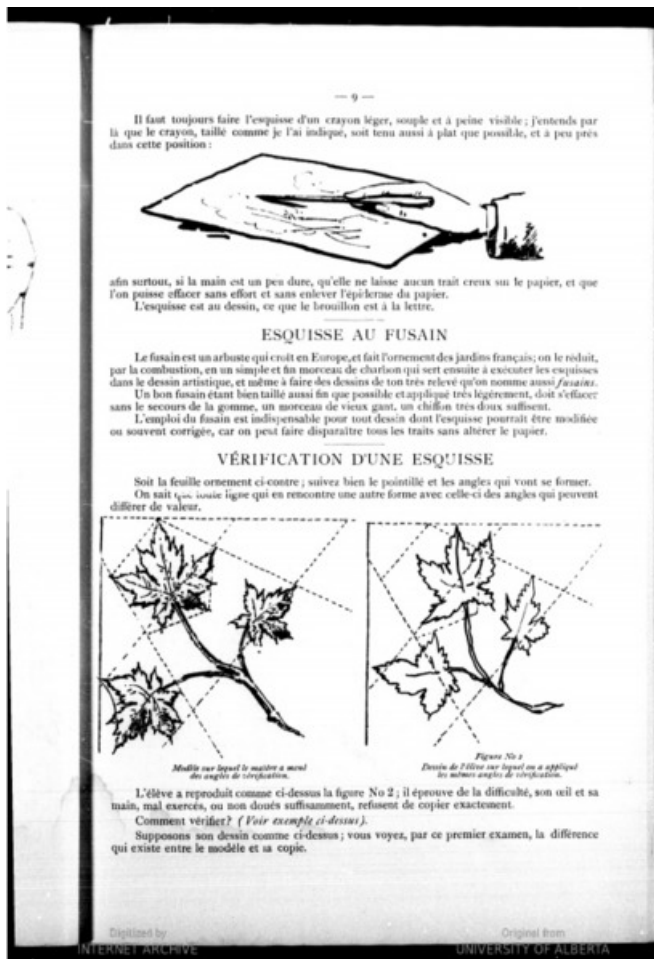 — 9 —
Il faut toujours faire l'esquisse d'un crayon léger, souple et à peine visible ; j'entends par
là que le crayon, taillé comme je l'ai indiqué, soit tenu aussi à plat que possible, et à peu près
dans cette position :
afin surtout, si la main est un peu dure, qu'elle ne laisse aucun trait creux sur le papier, et que
l'on puisse effacer sans effort et sans enlever l'épiderme du papier.
L'esquisse est au dessin, ce que le brouillon est à la lettre.
ESQUISSE AU FUSAIN
Le fusain est un arbuste qui croît en Europe, et fait l'ornement des jardins français; on le réduit,
par la combustion, en un simple et fin morceau de charbon qui sert ensuite à exécuter les esquisses
dans le dessin artistique, et même à faire des dessins de ton très relevé qu'on nomme aussi fusains.
Un bon fusain étant bien taillé aussi fin que possible et appliqué très légèrement, doit s'effacer
sans le secours de la gomme, un morceau de vieux gant, un chiffon très doux suffisent.
L'emploi du fusain est indispensable pour tout dessin dont l'esquisse pourrait être modifiée
ou souvent corrigée, car on peut faire disparaître tous les traits sans altérer le papier.
VÉRIFICATION D'UNE ESQUISSE
Soit la feuille ornement ci-contre ; suivez bien le pointillé et les angles qui vont se former.
On sait que toute ligne qui en rencontre une autre forme avec celle-ci des angles qui peuvent
différer de valeur.
Modèle sur lequel le maître a mené
des angles de vérification.
Figure No 2
Dessin de l'élève sur lequel on a appliqué
les mêmes angles de vérification.
L'élève a reproduit comme ci-dessus la figure No 2 ; il éprouve de la difficulté, son œil et sa
main, mal exercés, ou non doués suffisamment, refusent de copier exactement.
Comment vérifier? (Voir exemple ci-dessus).
Supposons son dessin comme ci-dessus ; vous voyez, par ce premier examen, la différence
qui existe entre le modèle et sa copie.
Digitized by
INTERNET ARCHIVE
Original from
UNIVERSITY OF ALBERTA